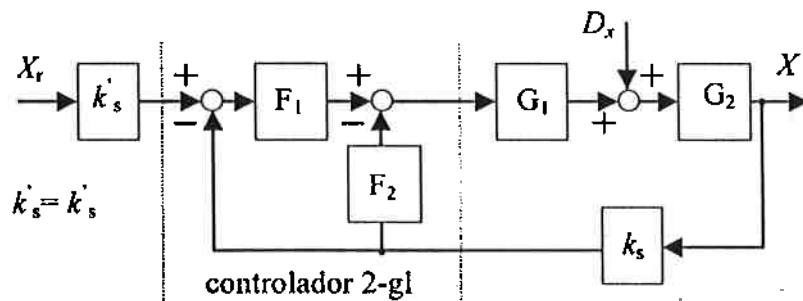 D_x
X_r
k'_s
+
−
F_1
+
−
G_1
+
+
G_2
X
F_2
k'_s = k'_s
k_s
controlador 2-gl